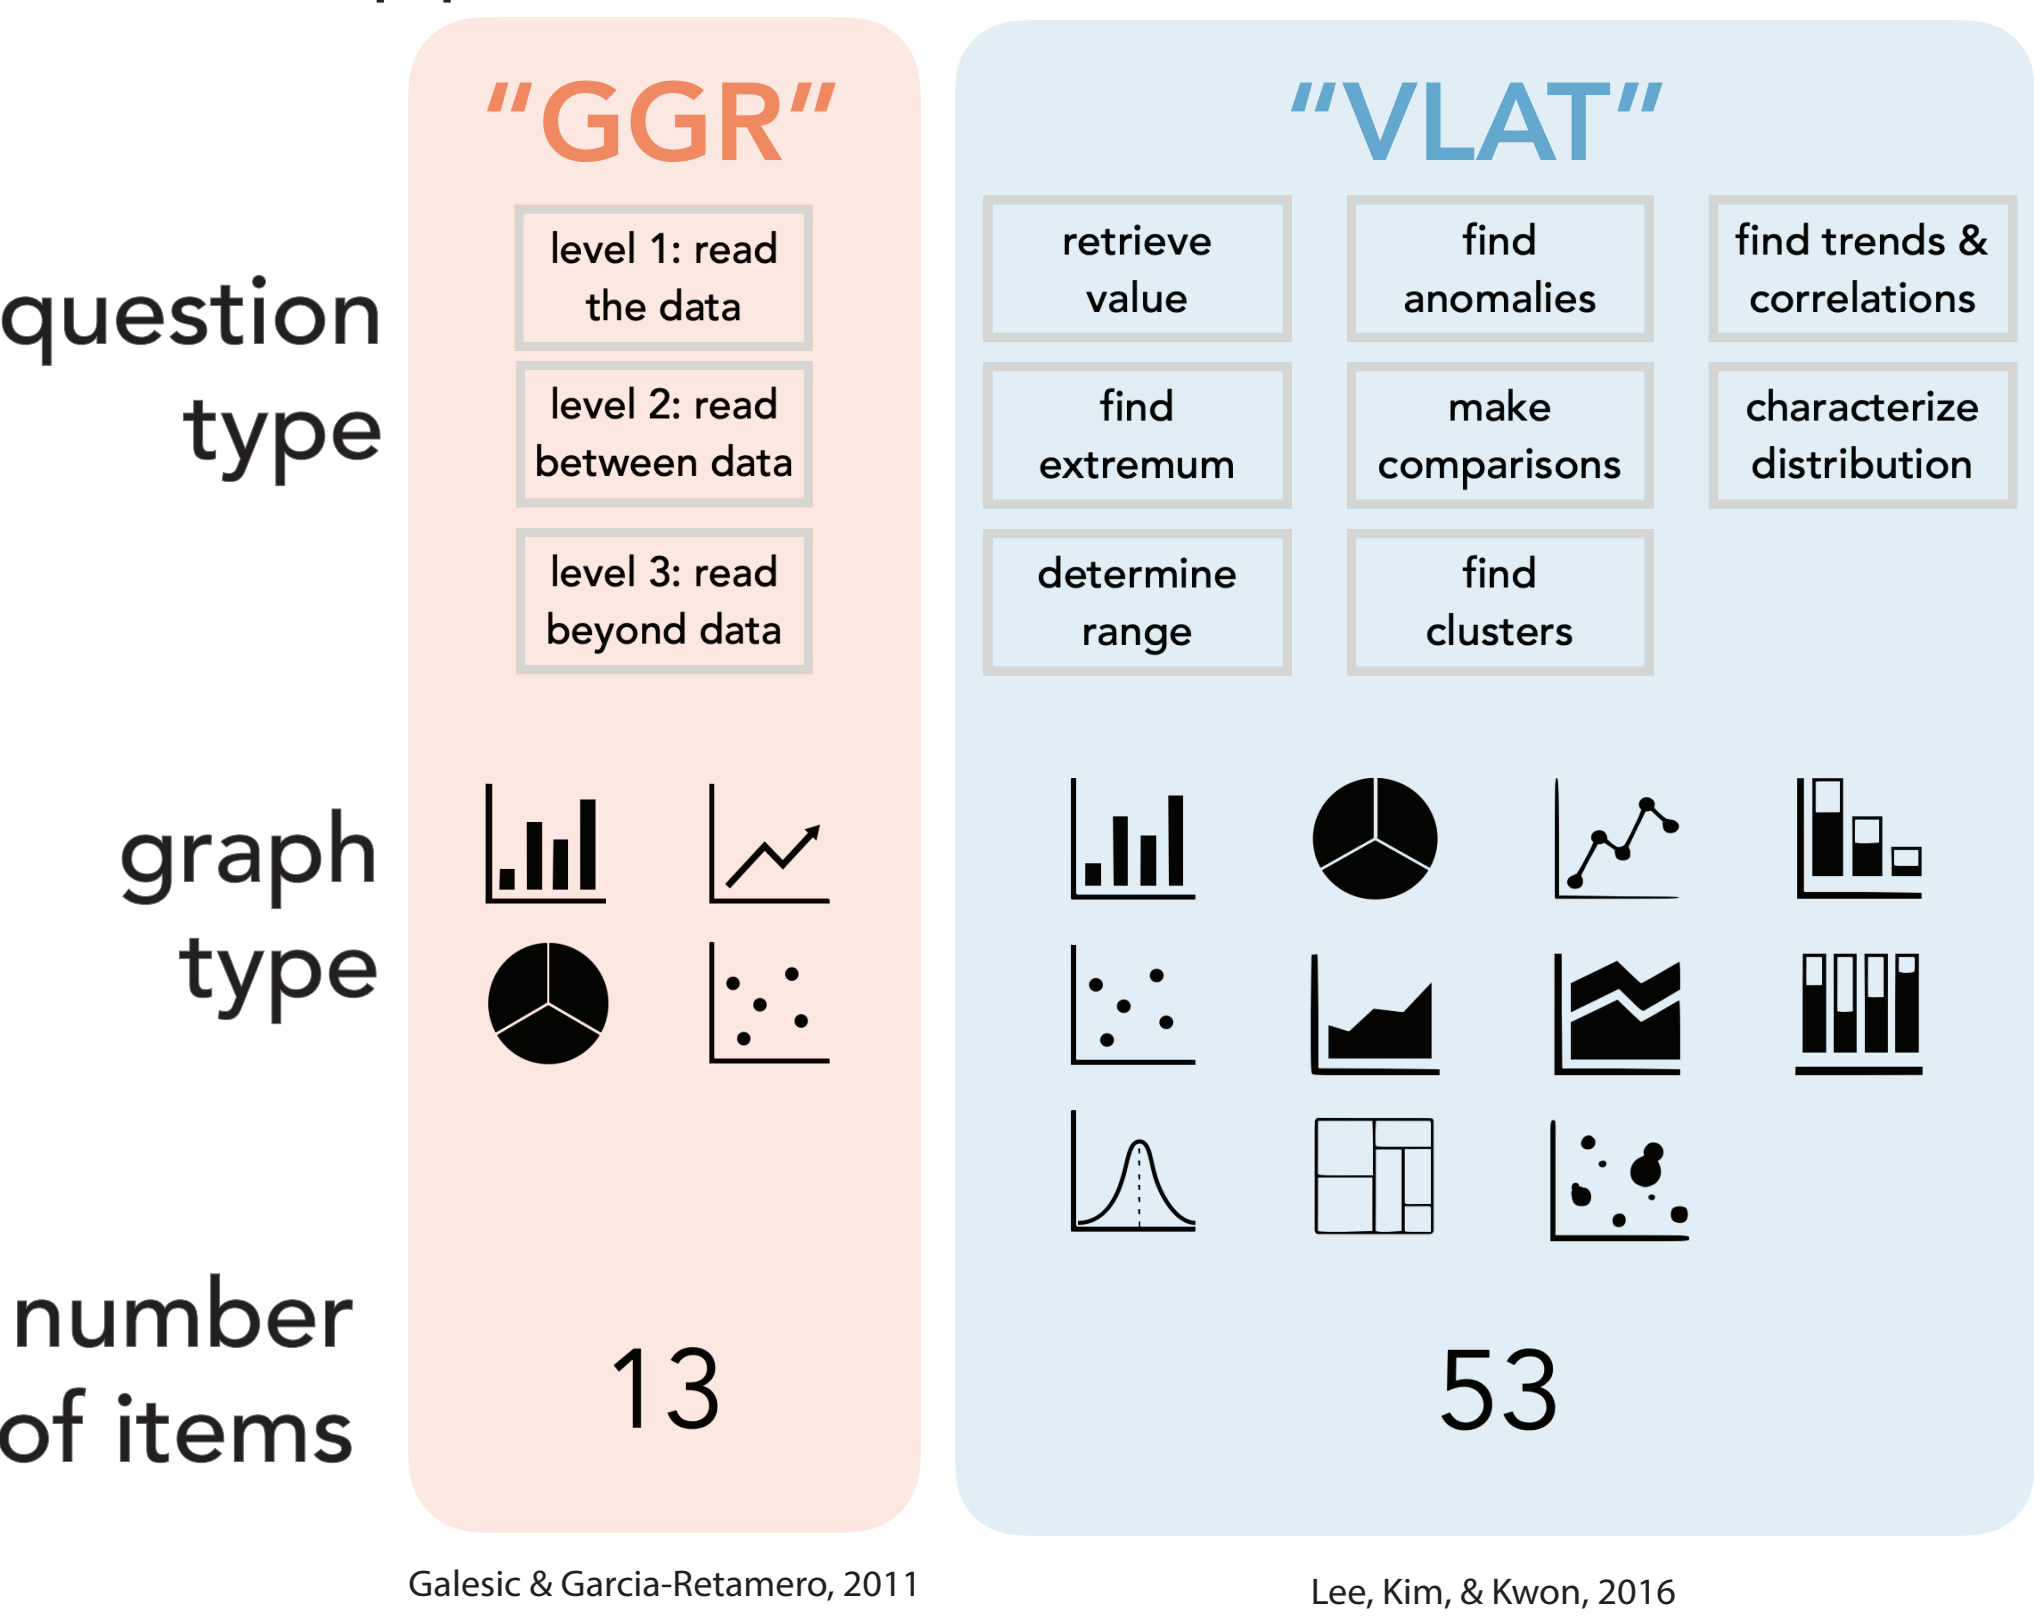 "GGR"
"VLAT"
question
type
level 1: read
the data
level 2: read
between data
level 3: read
beyond data
retrieve
value
find
anomalies
find trends &
correlations
find
extremum
make
comparisons
characterize
distribution
determine
range
find
clusters
graph
type
number
of items
13
53
Galesic & Garcia-Retamero, 2011
Lee, Kim, & Kwon, 2016